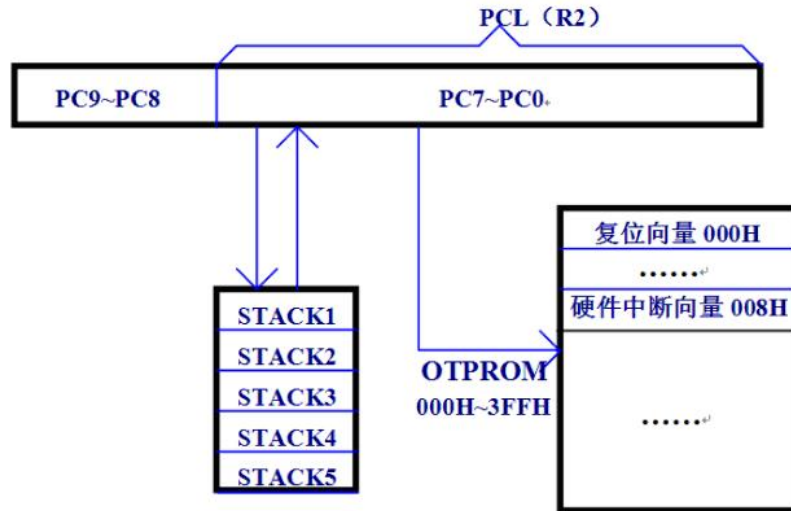 PCL（R2）
PC9~PC8
PC7~PC0
STACK1
STACK2
STACK3
STACK4
STACK5
OTPROM
000H~3FFH
复位向量 000H
......
硬件中断向量 008H
......